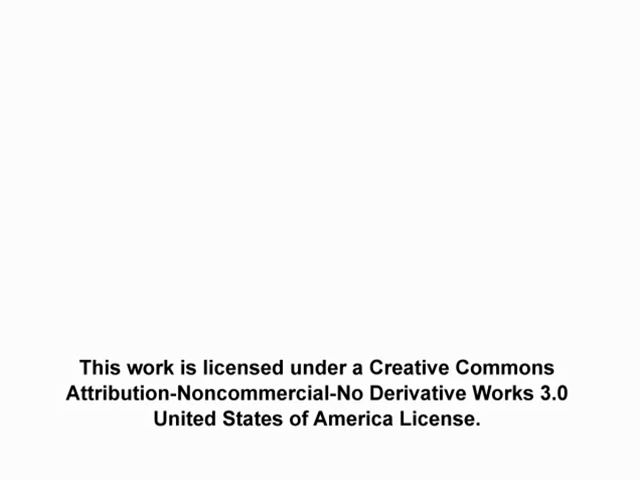 This work is licensed under a Creative Commons
Attribution-Noncommercial-No Derivative Works 3.0
United States of America License.